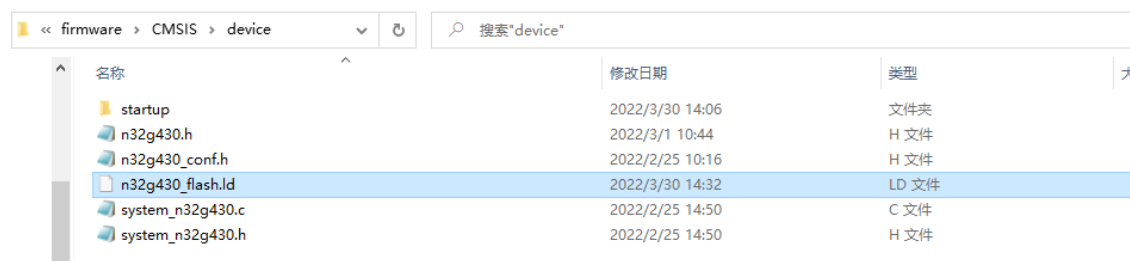 « firmware › CMSIS › device 搜索"device"
名称 修改日期 类型
startup 2022/3/30 14:06 文件夹
n32g430.h 2022/3/1 10:44 H 文件
n32g430_conf.h 2022/2/25 10:16 H 文件
n32g430_flash.ld 2022/3/30 14:32 LD 文件
system_n32g430.c 2022/2/25 14:50 C 文件
system_n32g430.h 2022/2/25 14:50 H 文件